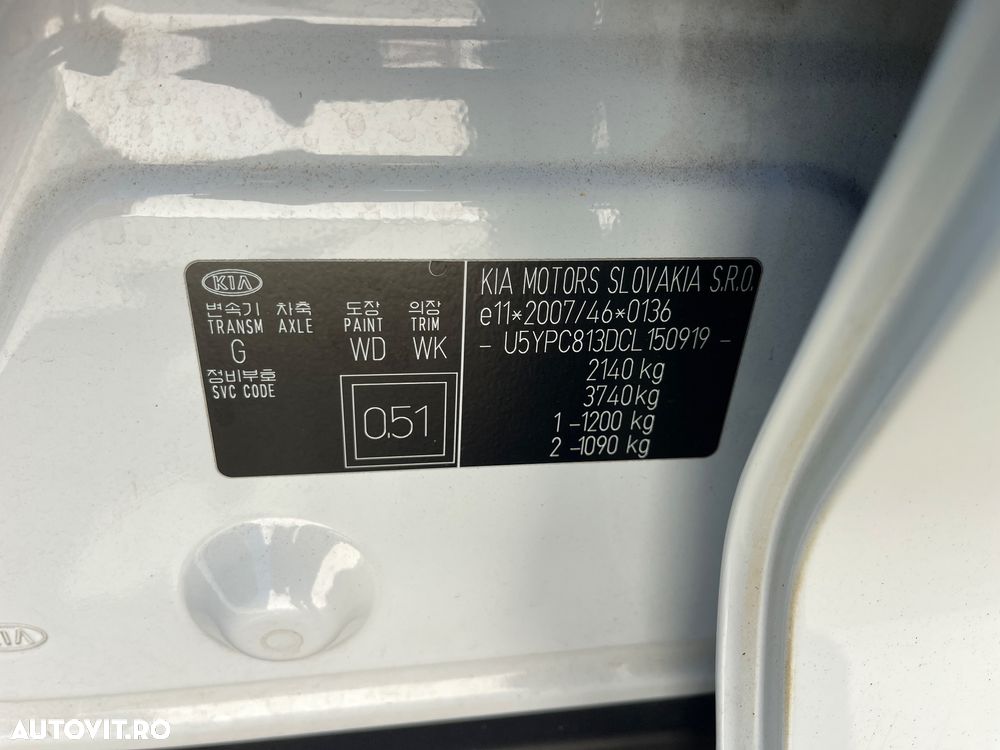 KIA
변속기 차축 도장 의장
TRANSM AXLE PAINT TRIM
G WD WK
정비부호
SVC CODE
0.51
KIA MOTORS SLOVAKIA S.R.O.
e11*2007/46*0136
- U5YPC813DCL150919 -
2140 kg
3740kg
1 -1200 kg
2 -1090 kg
KIA
AUTOVIT.RO